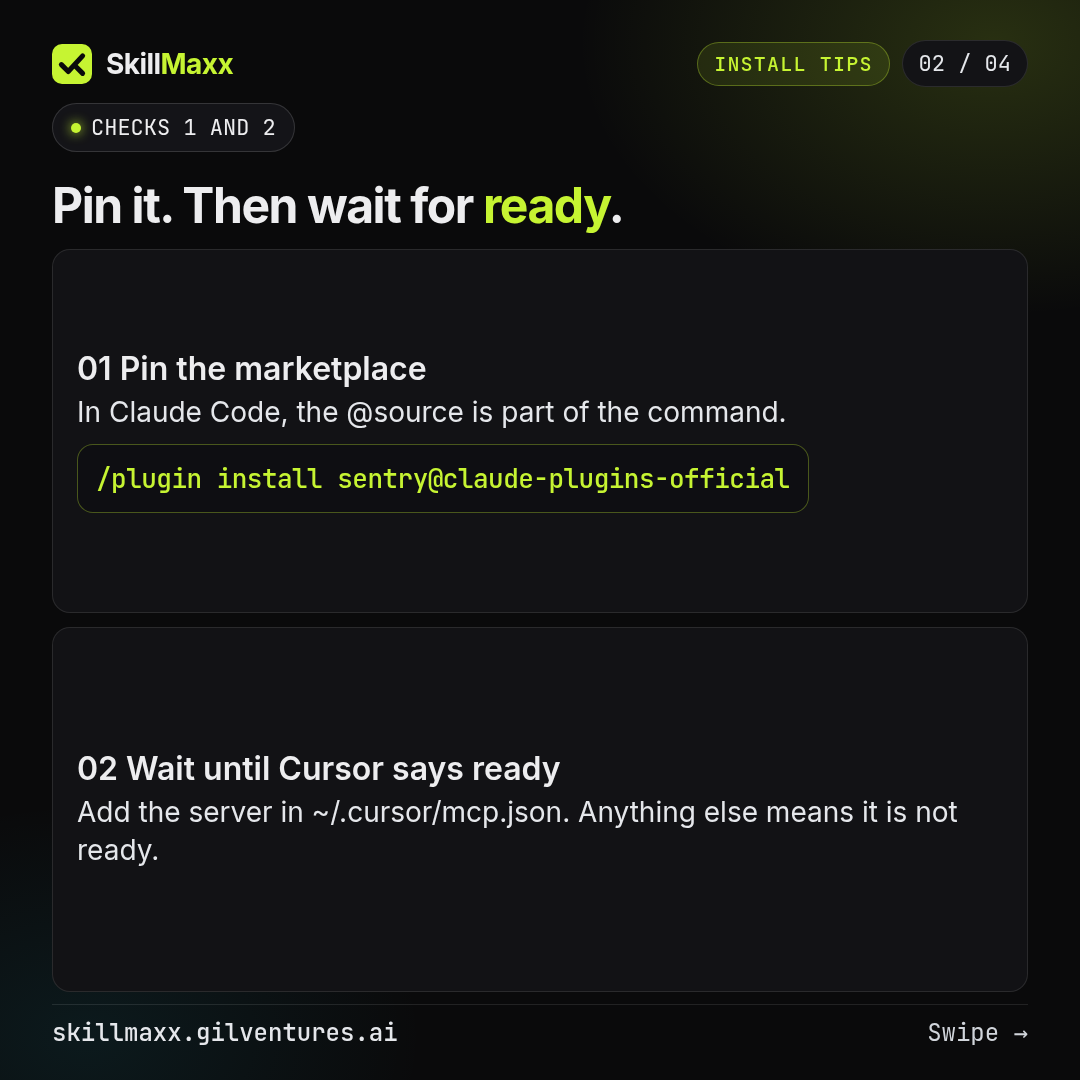 SkillMaxx
INSTALL TIPS
02 / 04
CHECKS 1 AND 2
Pin it. Then wait for ready.
01 Pin the marketplace
In Claude Code, the @source is part of the command.
/plugin install sentry@claude-plugins-official
02 Wait until Cursor says ready
Add the server in ~/.cursor/mcp.json. Anything else means it is not
ready.
skillmaxx.gilventures.ai
Swipe →